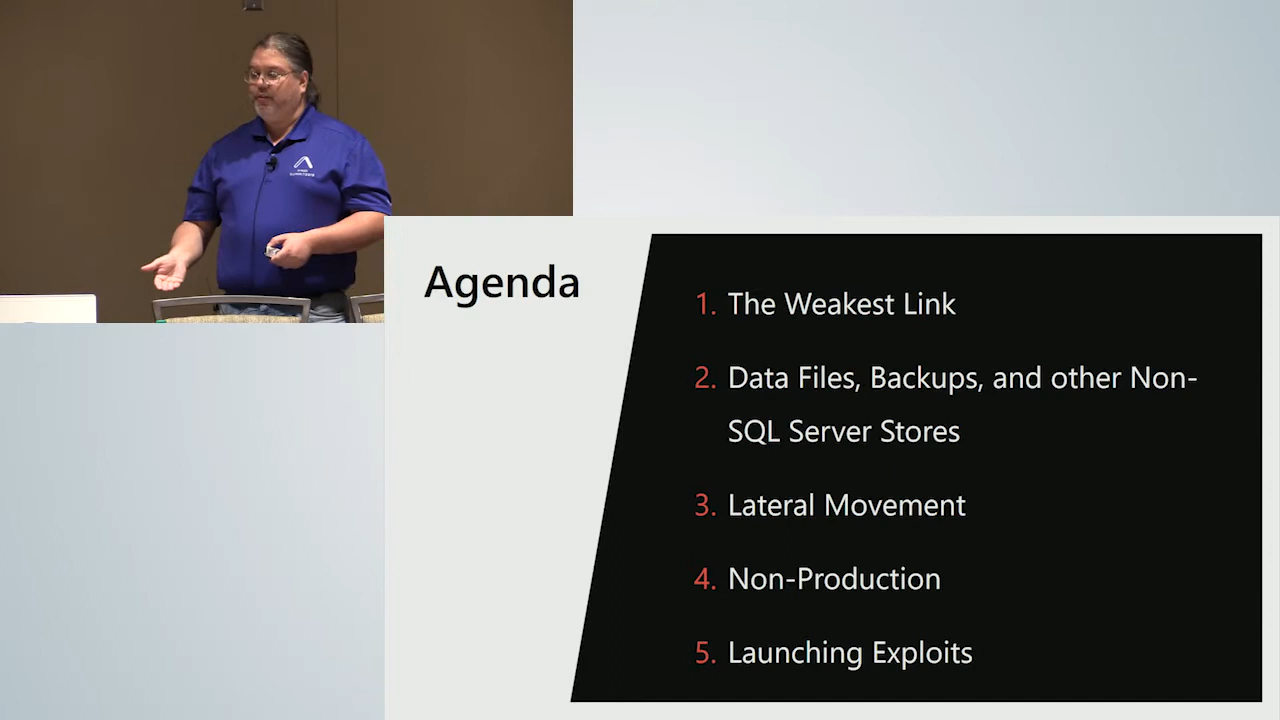 Agenda
1. The Weakest Link
2. Data Files, Backups, and other Non-
SQL Server Stores
3. Lateral Movement
4. Non-Production
5. Launching Exploits